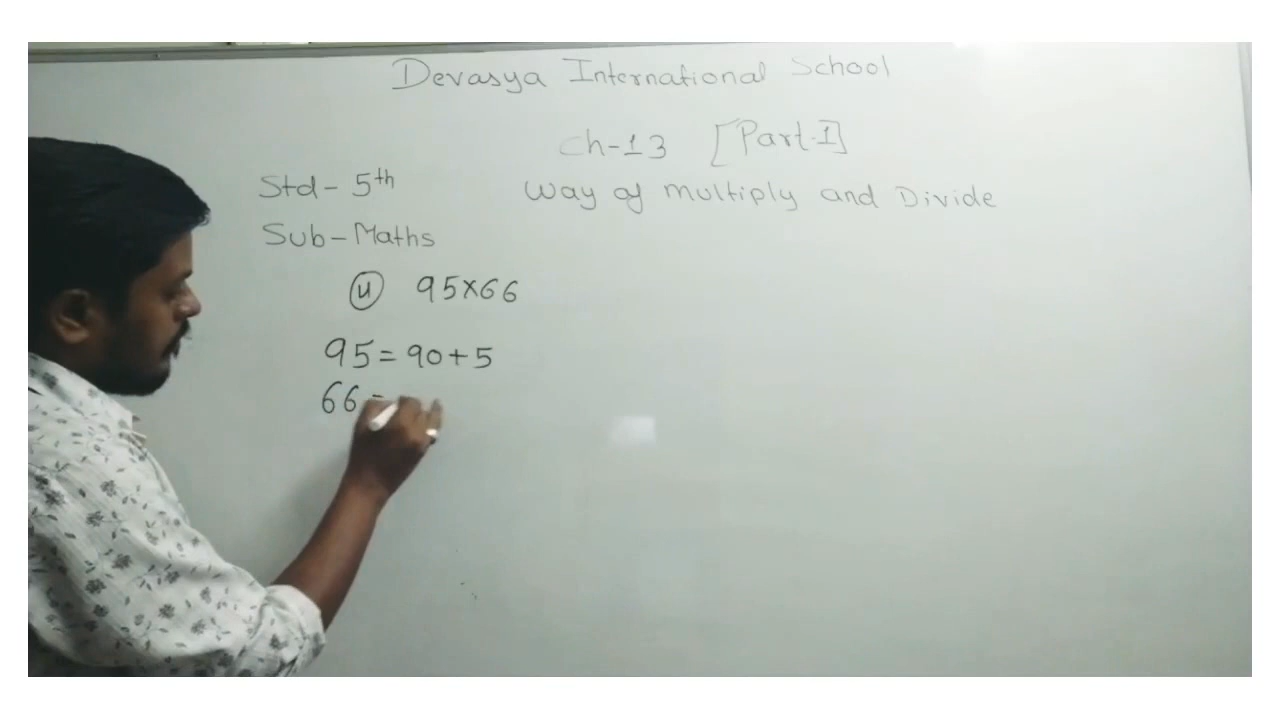 Devasya International School
Ch-13 [Part-I]
Std- 5th
Way of multiply and Divide
Sub-Maths
4 95×66
95=90+5
66=